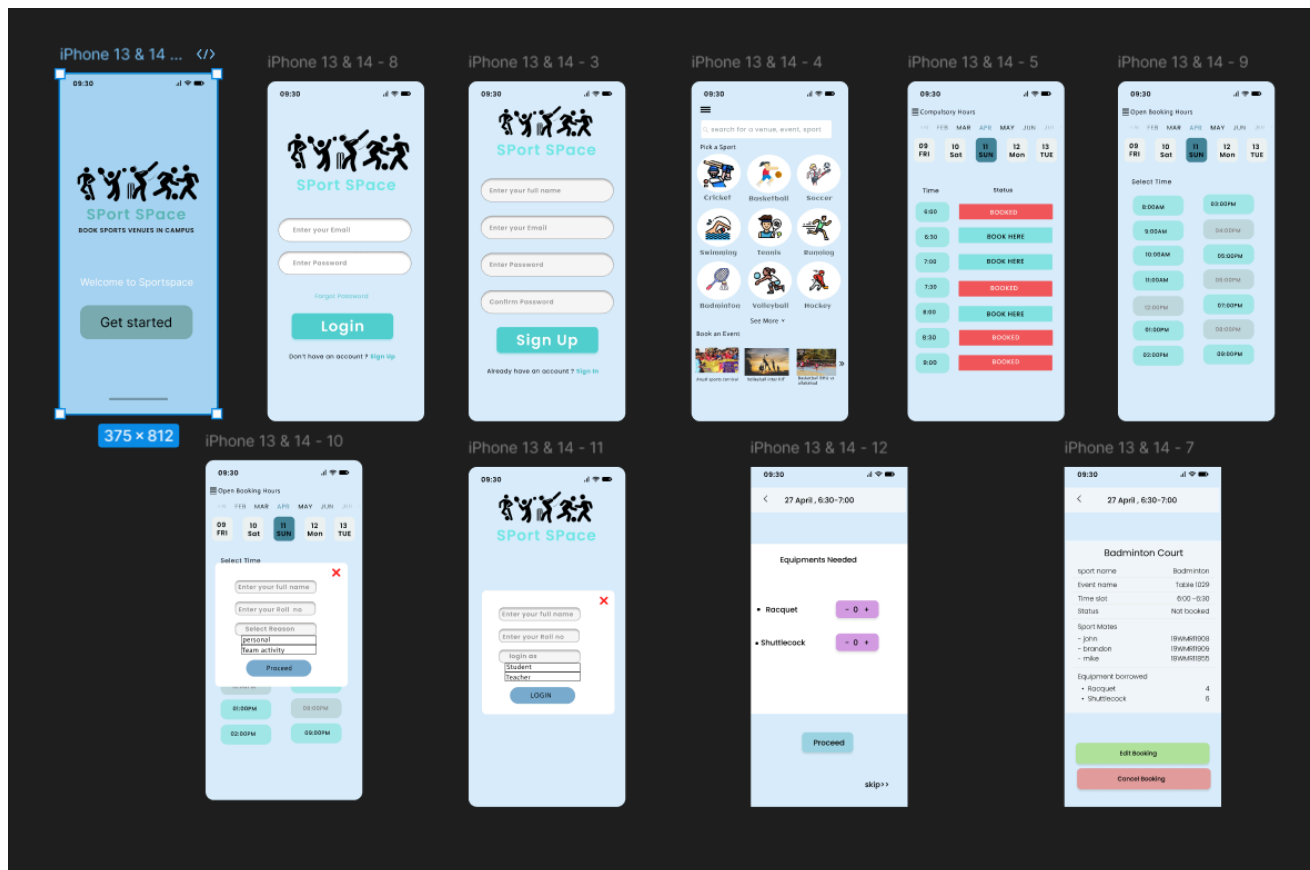 iPhone 13 & 14 ... </>
09:30
SPort SPace
BOOK SPORTS VENUES IN CAMPUS
Welcome to Sportspace
Get started
375 × 812
iPhone 13 & 14 - 8
09:30
SPort SPace
Enter your Email
Enter Password
Forgot Password
Login
Don't have an account ? Sign Up
iPhone 13 & 14 - 3
09:30
SPort SPace
Enter your full name
Enter your Email
Enter Password
Confirm Password
Sign Up
Already have an account ? Sign In
iPhone 13 & 14 - 4
09:30
search for a venue, event, sport
Pick a Sport
Cricket Basketball Soccer
Swimming Tennis Running
Badminton Volleyball Hockey
See More
Book an Event
iPhone 13 & 14 - 5
09:30
Compulsory Hours
FEB MAR APR MAY JUN
09 10 11 12 13
FRI Sat SUN Mon TUE
Time Status
6:00 BOOKED
6:30 BOOK HERE
7:00 BOOK HERE
7:30 BOOKED
8:00 BOOK HERE
8:30 BOOKED
9:00 BOOKED
iPhone 13 & 14 - 9
09:30
Open Booking Hours
FEB MAR APR MAY JUN
09 10 11 12 13
FRI Sat SUN Mon TUE
Select Time
8:00AM 03:00PM
9:00AM 04:00PM
10:00AM 05:00PM
11:00AM 06:00PM
12:00PM 07:00PM
01:00PM 08:00PM
02:00PM 09:00PM
iPhone 13 & 14 - 10
09:30
Open Booking Hours
FEB MAR APR MAY JUN
09 10 11 12 13
FRI Sat SUN Mon TUE
Select Time
Enter your full name
Enter your Roll no
Select Reason
personal
Team activity
Proceed
01:00PM 08:00PM
02:00PM 09:00PM
iPhone 13 & 14 - 11
09:30
SPort SPace
Enter your full name
Enter your Roll no
login as
Student
Teacher
LOGIN
iPhone 13 & 14 - 12
09:30
27 April , 6:30-7:00
Equipments Needed
• Racquet - 0 +
• Shuttlecock - 0 +
Proceed
skip>>
iPhone 13 & 14 - 7
09:30
27 April , 6:30-7:00
Badminton Court
sport name Badminton
Event name Table 1029
Time slot 6:00 -6:30
Status Not booked
Sport Mates
- john 19WMR11908
- brandon 19WMR11909
- mike 19WMR11955
Equipment borrowed
• Racquet 4
• Shuttlecock 6
Edit Booking
Cancel Booking